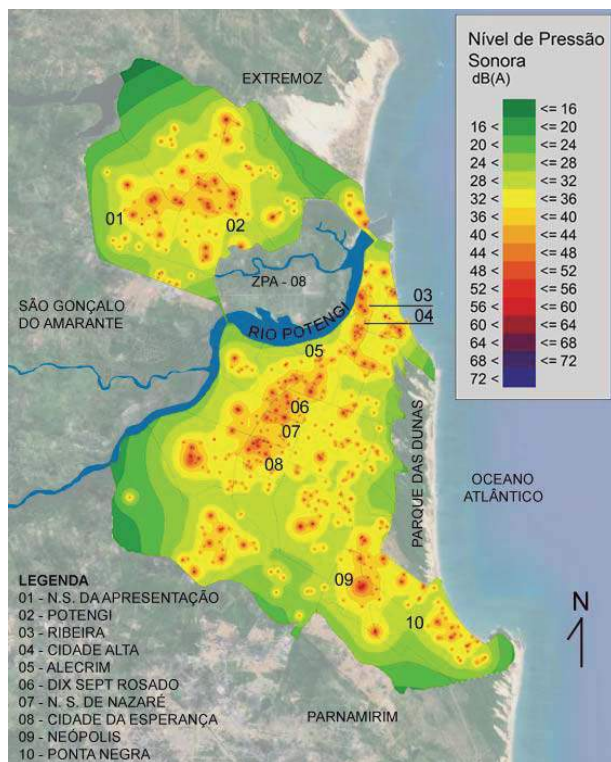 EXTREMOZ
Nível de Pressão
Sonora
dB(A)
<= 16
16 < <= 20
20 < <= 24
24 < <= 28
28 < <= 32
32 < <= 36
36 < <= 40
40 < <= 44
44 < <= 48
48 < <= 52
52 < <= 56
56 < <= 60
60 < <= 64
64 < <= 68
68 < <= 72
72 <
01
02
ZPA - 08
SÃO GONÇALO
DO AMARANTE
RIO POTENGI
03
04
05
06
07
08
PARQUE DAS DUNAS
OCEANO
ATLÂNTICO
09
10
N
LEGENDA
01 - N.S. DA APRESENTAÇÃO
02 - POTENGI
03 - RIBEIRA
04 - CIDADE ALTA
05 - ALECRIM
06 - DIX SEPT ROSADO
07 - N. S. DE NAZARÉ
08 - CIDADE DA ESPERANÇA
09 - NEÓPOLIS
10 - PONTA NEGRA
PARNAMIRIM